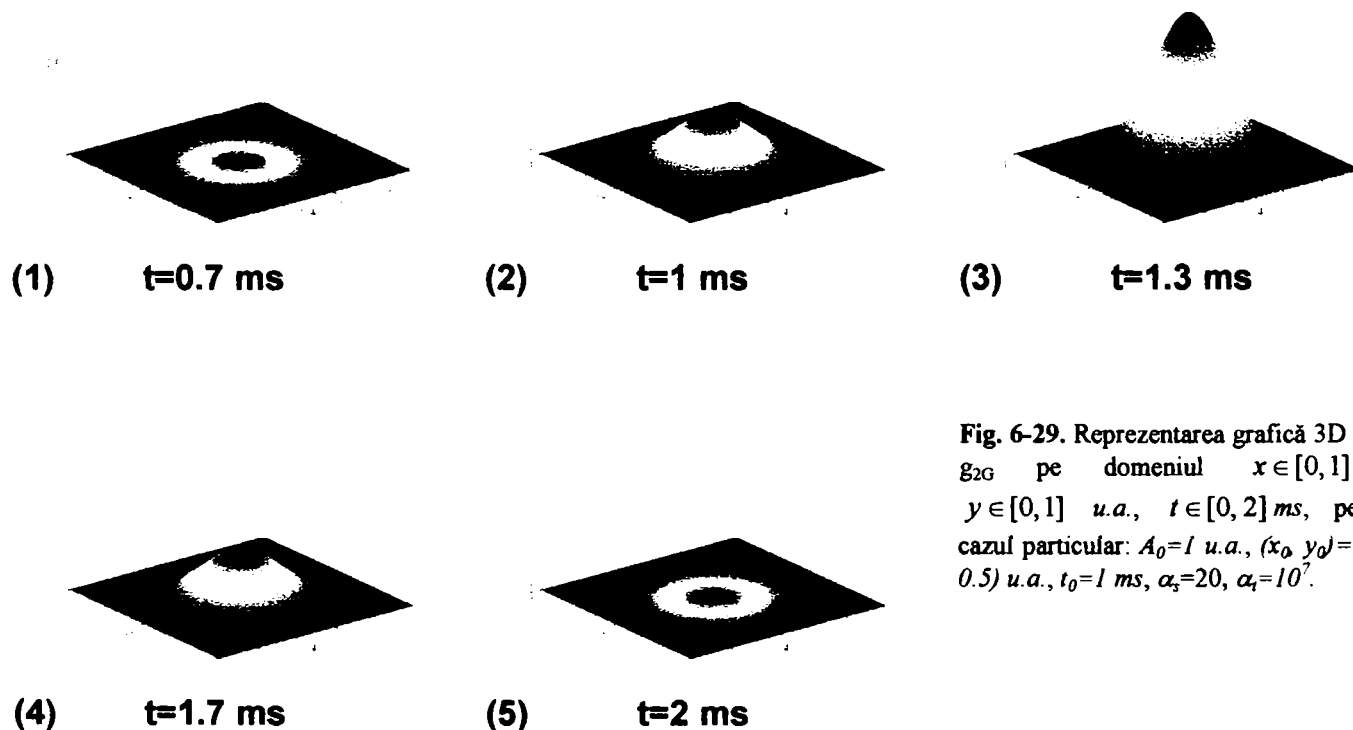 (1) t=0.7 ms
(2) t=1 ms
(3) t=1.3 ms
Fig. 6-29. Reprezentarea grafică 3D
g2G pe domeniul x∈[0,1]
y∈[0,1] u.a., t∈[0,2] ms, pe
cazul particular: A0=1 u.a., (x0, y0)=
0.5) u.a., t0=1 ms, αs=20, αt=10⁷.
(4) t=1.7 ms
(5) t=2 ms